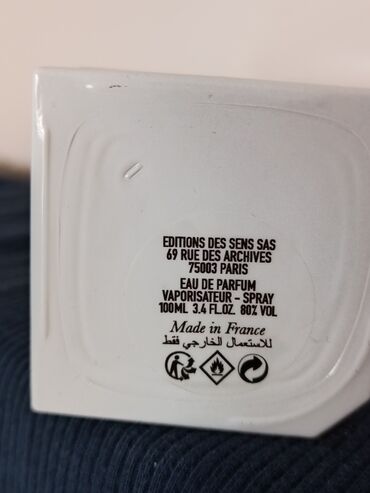 EDITIONS DES SENS SAS
69 RUE DES ARCHIVES
75003 PARIS
EAU DE PARFUM
VAPORISATEUR - SPRAY
100ML 3.4 FL.OZ. 80% VOL
Made in France
للاستعمال الخارجي فقط